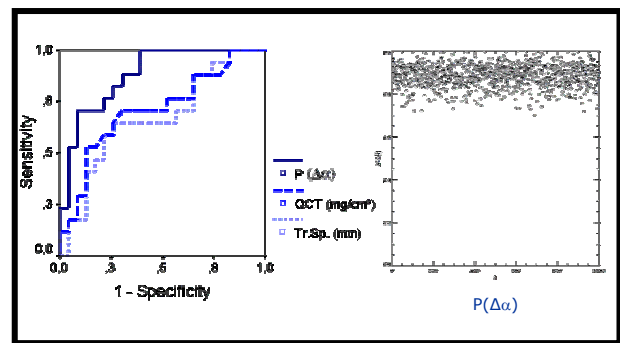 1,0
,8
,5
,3
0,0
Sensitivity
0,0 ,3 ,5 ,8 1,0
1 - Specificity
P (Δα)
QCT (mg/cm³)
Tr.Sp. (mm)
P(Δα)